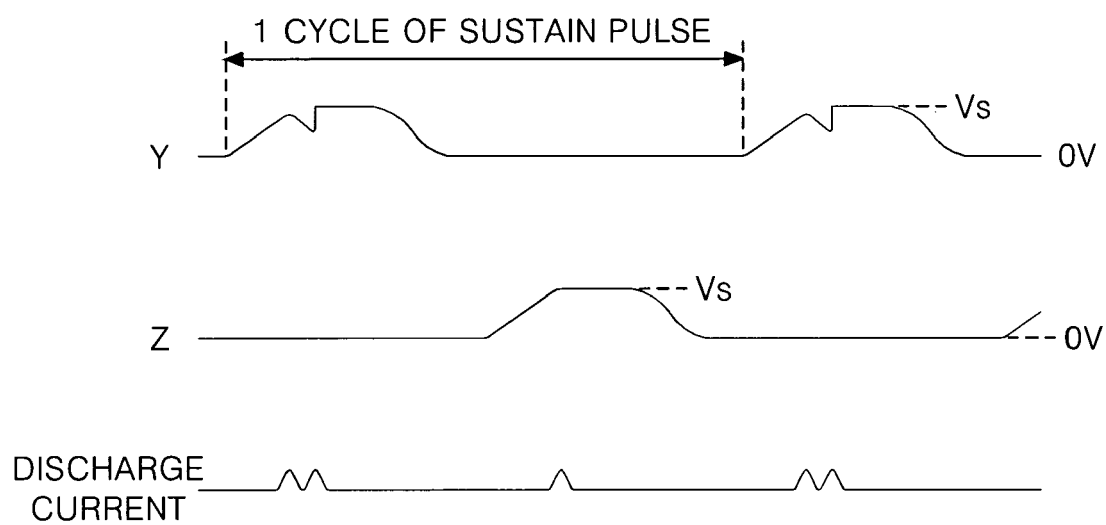 1 CYCLE OF SUSTAIN PULSE
Vs
Y
0V
Vs
Z
0V
DISCHARGE
CURRENT